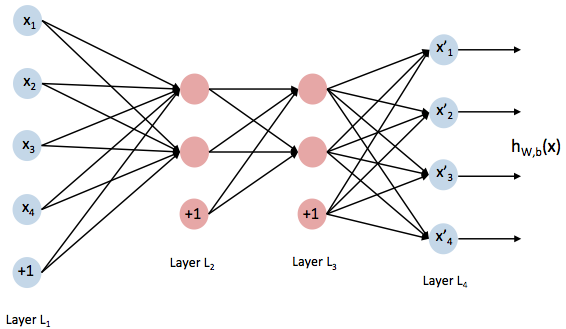 x₁
x₂
x₃
x₄
+1
Layer L₁
+1
Layer L₂
+1
Layer L₃
x'₁
x'₂
x'₃
x'₄
Layer L₄
h_W,b(x)